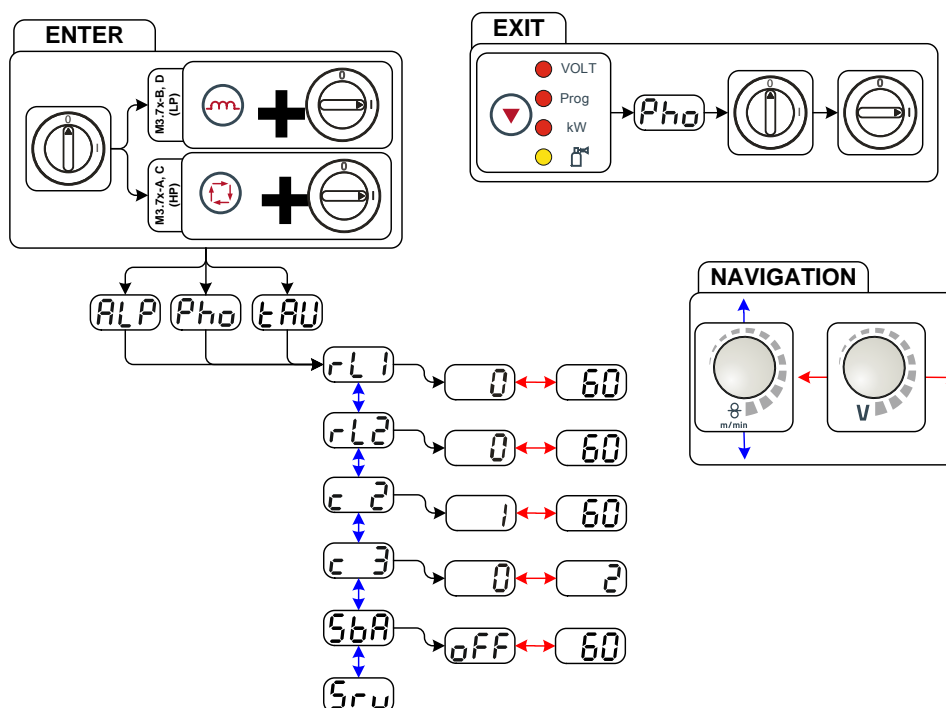 ENTER
M3.7x-B, D
(LP)
0
I
0
I
M3.7x-A, C
(HP)
0
I
EXIT
VOLT
Prog
kW
Pho
0
I
0
I
ALP Pho tAU
NAVIGATION
m/min
rL1 0 60
rL2 0 60
c 2 1 60
c 3 0 2
SbA oFF 60
Srv